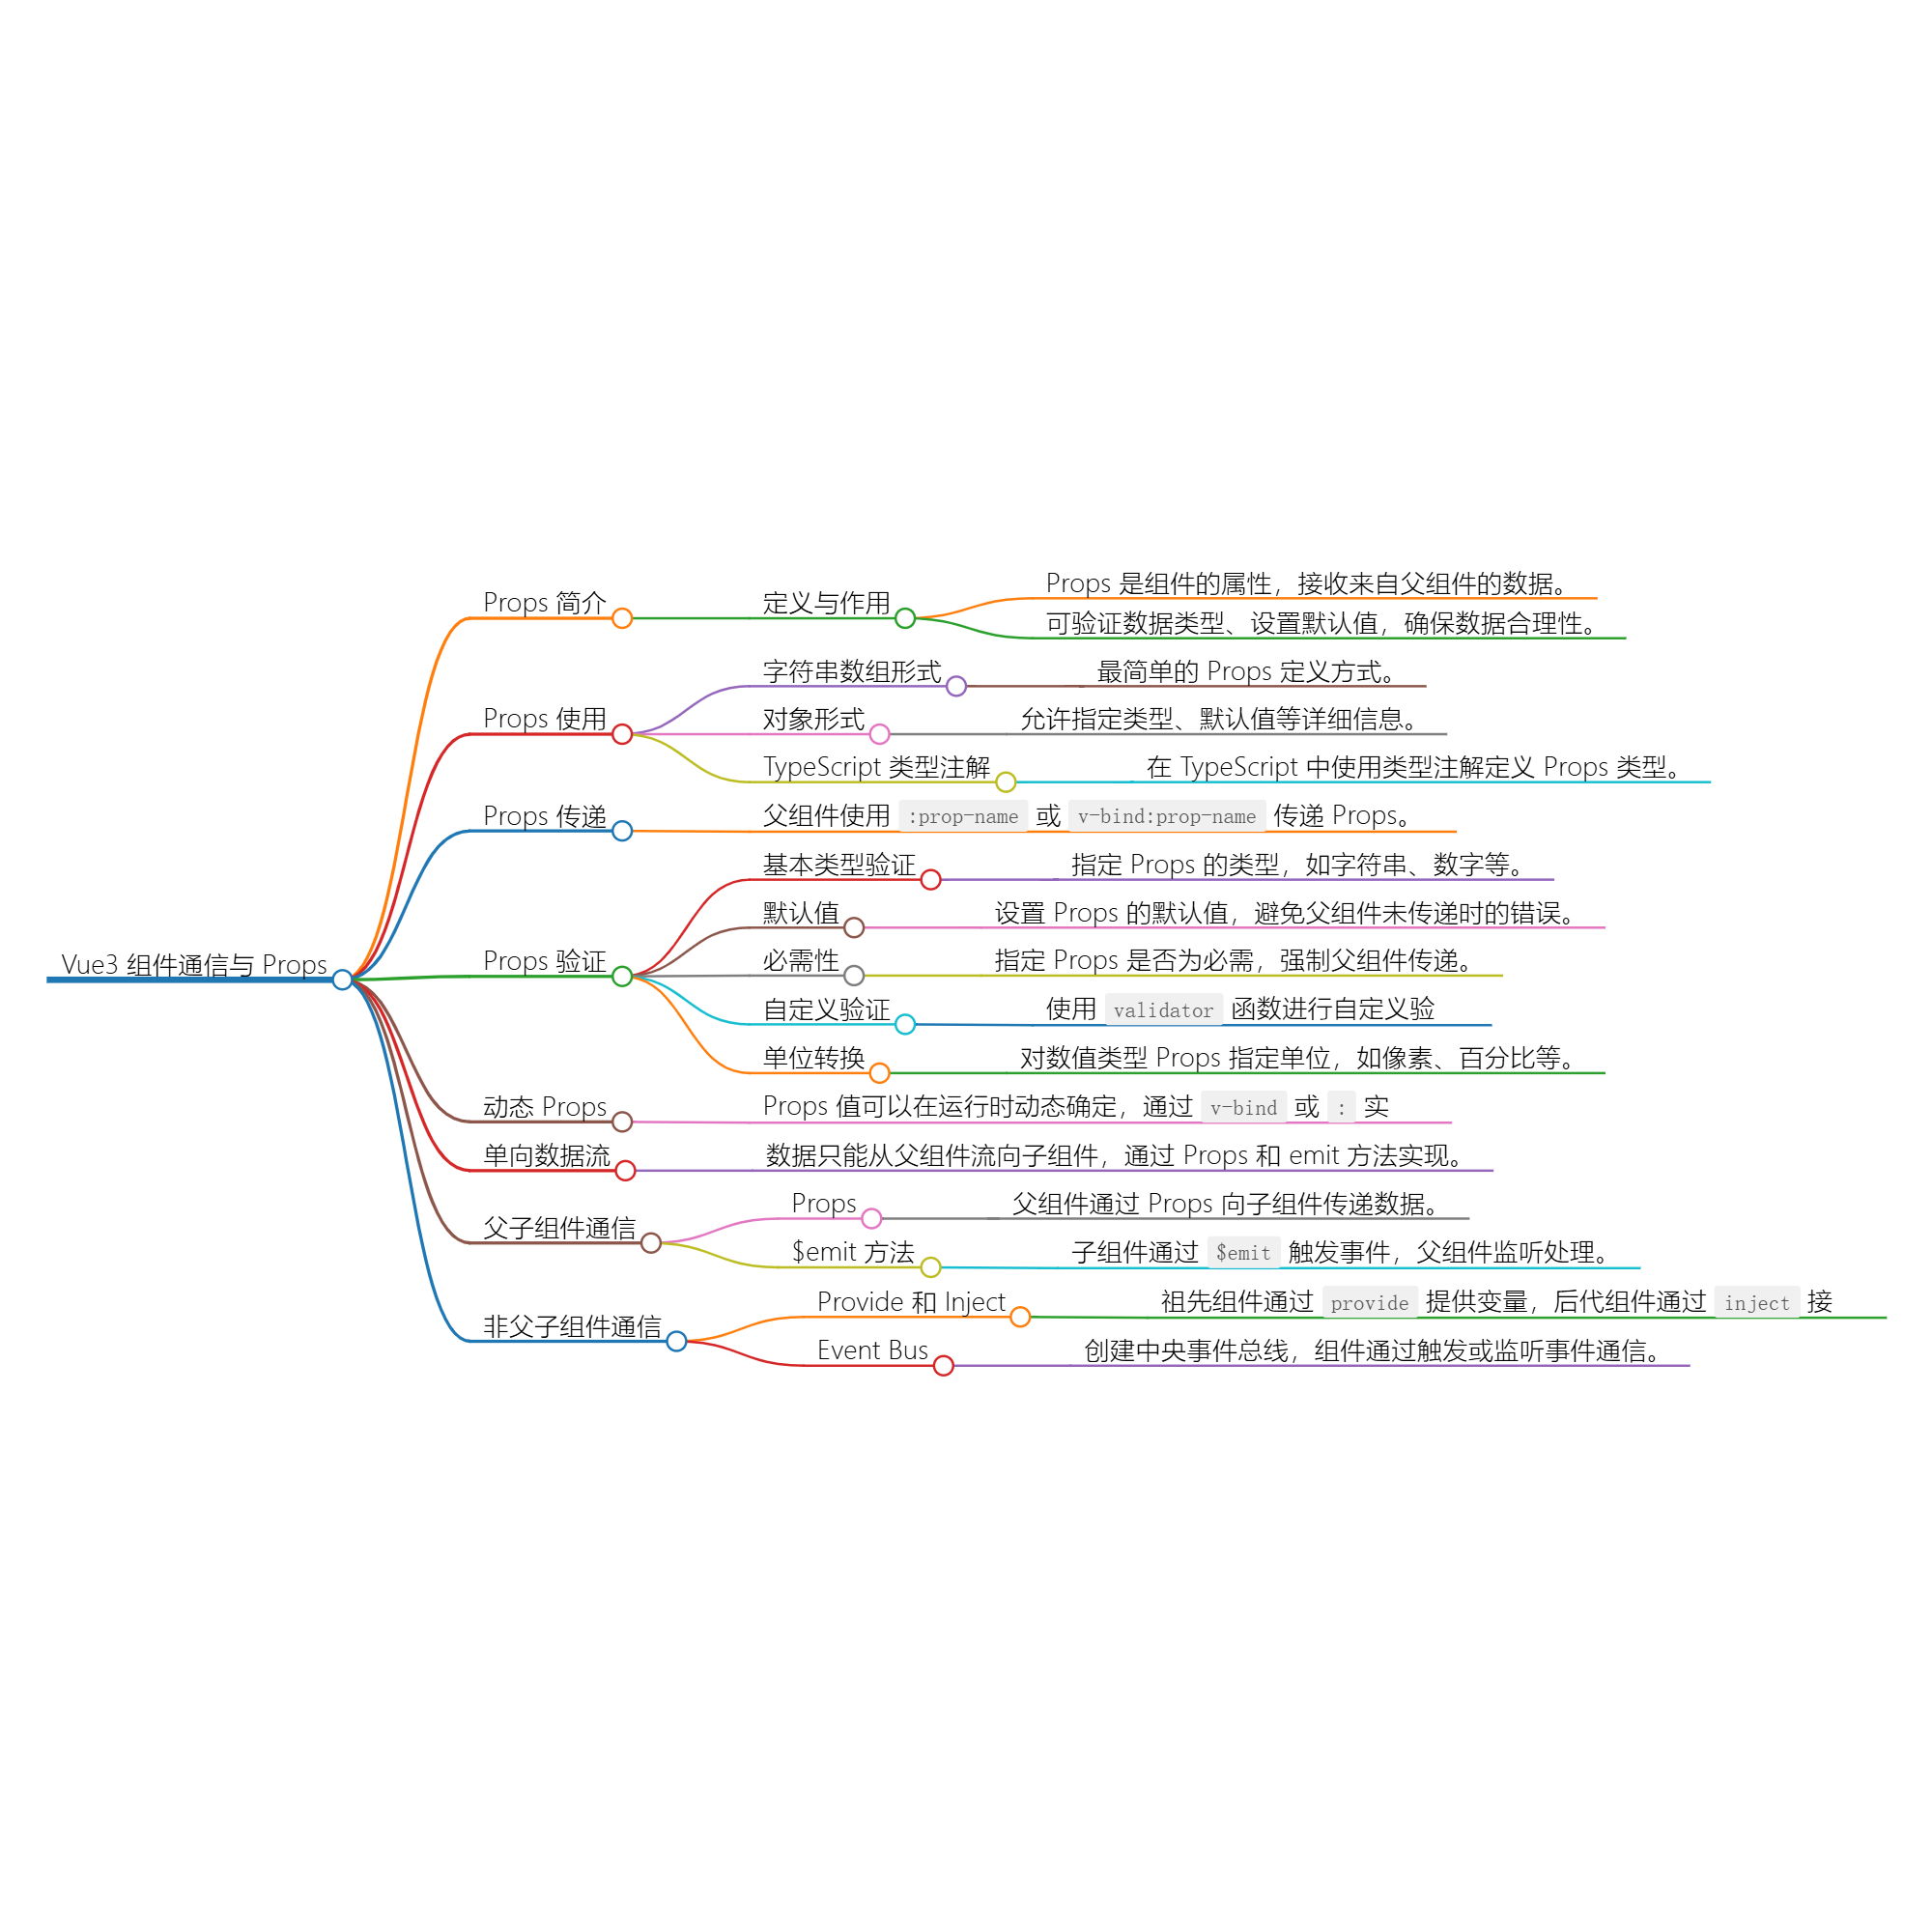 Vue3 组件通信与 Props
Props 简介
定义与作用
Props 是组件的属性，接收来自父组件的数据。
可验证数据类型、设置默认值，确保数据合理性。
Props 使用
字符串数组形式
最简单的 Props 定义方式。
对象形式
允许指定类型、默认值等详细信息。
TypeScript 类型注解
在 TypeScript 中使用类型注解定义 Props 类型。
Props 传递
父组件使用 :prop-name 或 v-bind:prop-name 传递 Props。
Props 验证
基本类型验证
指定 Props 的类型，如字符串、数字等。
默认值
设置 Props 的默认值，避免父组件未传递时的错误。
必需性
指定 Props 是否为必需，强制父组件传递。
自定义验证
使用 validator 函数进行自定义验
单位转换
对数值类型 Props 指定单位，如像素、百分比等。
动态 Props
Props 值可以在运行时动态确定，通过 v-bind 或 : 实
单向数据流
数据只能从父组件流向子组件，通过 Props 和 emit 方法实现。
父子组件通信
Props
父组件通过 Props 向子组件传递数据。
$emit 方法
子组件通过 $emit 触发事件，父组件监听处理。
非父子组件通信
Provide 和 Inject
祖先组件通过 provide 提供变量，后代组件通过 inject 接
Event Bus
创建中央事件总线，组件通过触发或监听事件通信。